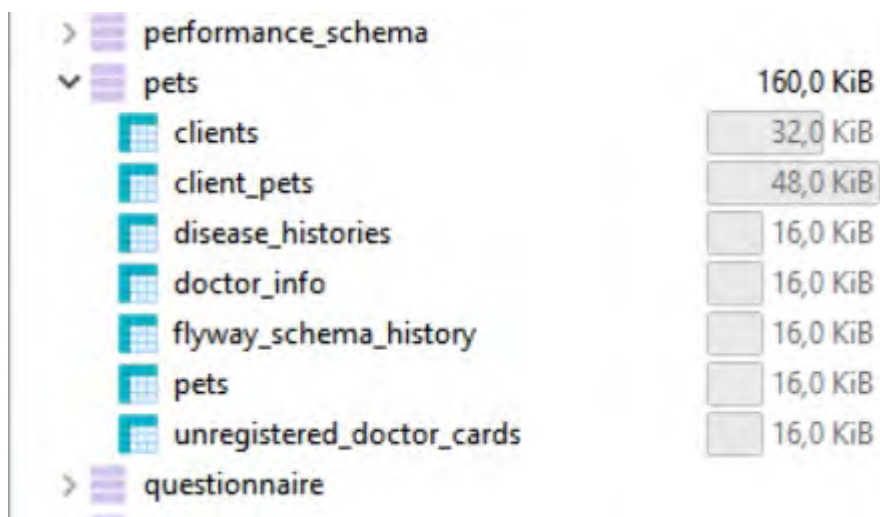 performance_schema
pets 160,0 KiB
clients 32,0 KiB
client_pets 48,0 KiB
disease_histories 16,0 KiB
doctor_info 16,0 KiB
flyway_schema_history 16,0 KiB
pets 16,0 KiB
unregistered_doctor_cards 16,0 KiB
questionnaire